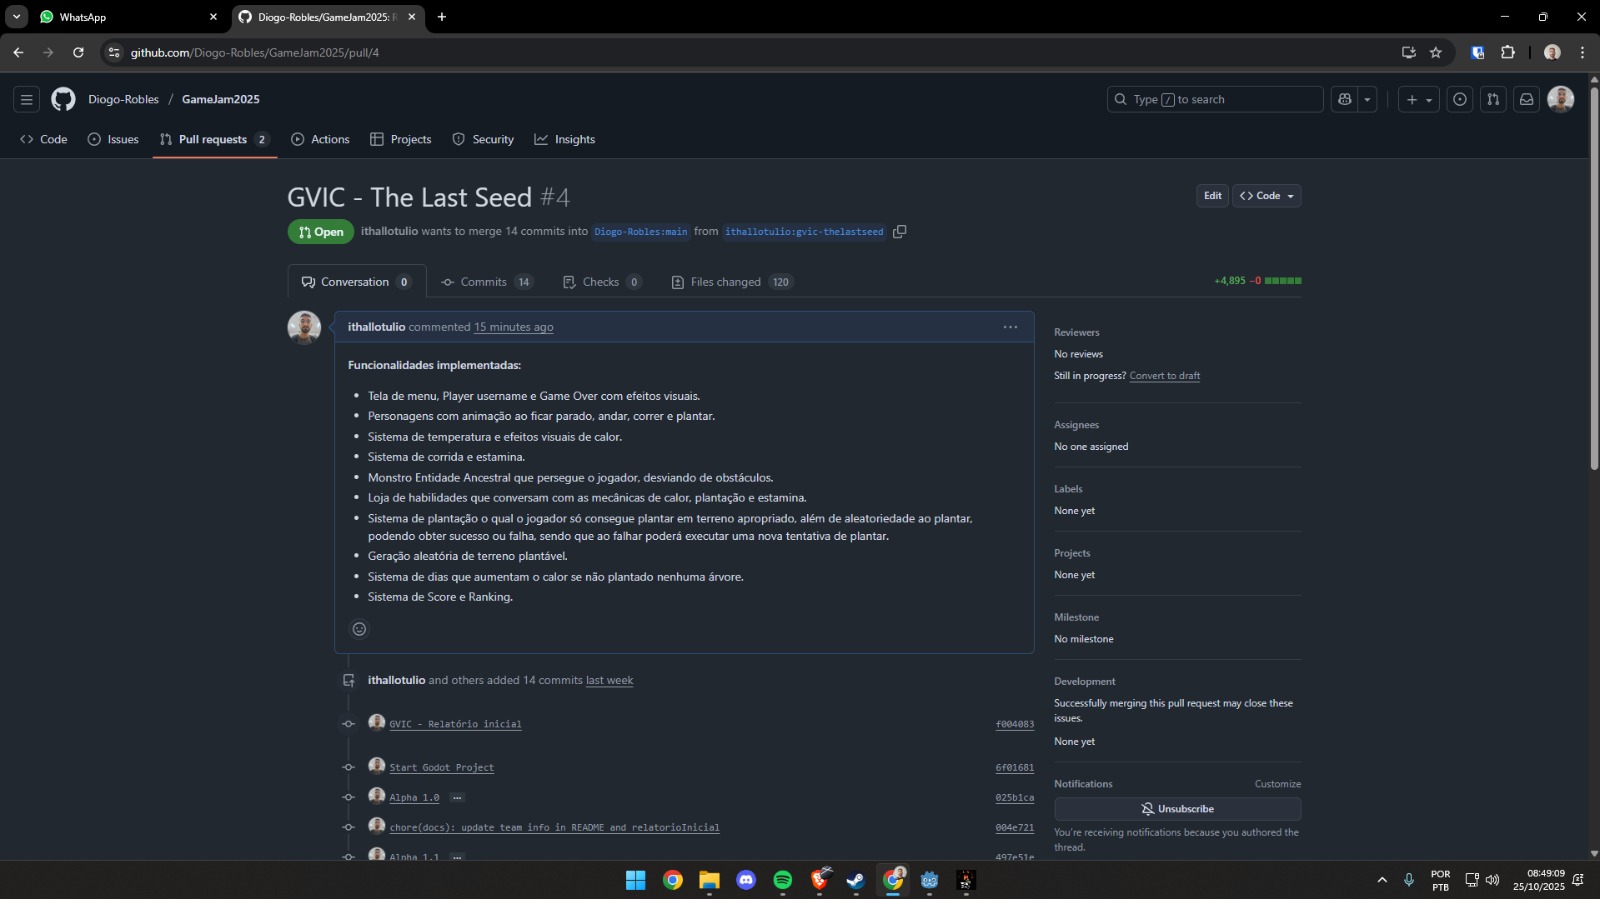 WhatsApp
Diogo-Robles/GameJam2025: R
github.com/Diogo-Robles/GameJam2025/pull/4
Diogo-Robles / GameJam2025
Type / to search
Code
Issues
Pull requests 2
Actions
Projects
Security
Insights
GVIC - The Last Seed #4
Edit
Code
Open
ithallotulio wants to merge 14 commits into Diogo-Robles:main from ithallotulio:gvic-thelastseed
Conversation 0
Commits 14
Checks 0
Files changed 120
+4,895 −0
ithallotulio commented 15 minutes ago
Funcionalidades implementadas:
Tela de menu, Player username e Game Over com efeitos visuais.
Personagens com animação ao ficar parado, andar, correr e plantar.
Sistema de temperatura e efeitos visuais de calor.
Sistema de corrida e estamina.
Monstro Entidade Ancestral que persegue o jogador, desviando de obstáculos.
Loja de habilidades que conversam com as mecânicas de calor, plantação e estamina.
Sistema de plantação o qual o jogador só consegue plantar em terreno apropriado, além de aleatoriedade ao plantar,
podendo obter sucesso ou falha, sendo que ao falhar poderá executar uma nova tentativa de plantar.
Geração aleatória de terreno plantável.
Sistema de dias que aumentam o calor se não plantado nenhuma árvore.
Sistema de Score e Ranking.
ithallotulio and others added 14 commits last week
GVIC - Relatório inicial f004083
Start Godot Project 6f01681
Alpha 1.0 ... 025b1ca
chore(docs): update team info in README and relatorioInicial 004e721
Alpha 1.1 ... 497e51e
Reviewers
No reviews
Still in progress? Convert to draft
Assignees
No one assigned
Labels
None yet
Projects
None yet
Milestone
No milestone
Development
Successfully merging this pull request may close these
issues.
None yet
Notifications
Customize
Unsubscribe
You're receiving notifications because you authored the
thread.
POR
PTB
08:49:09
25/10/2025